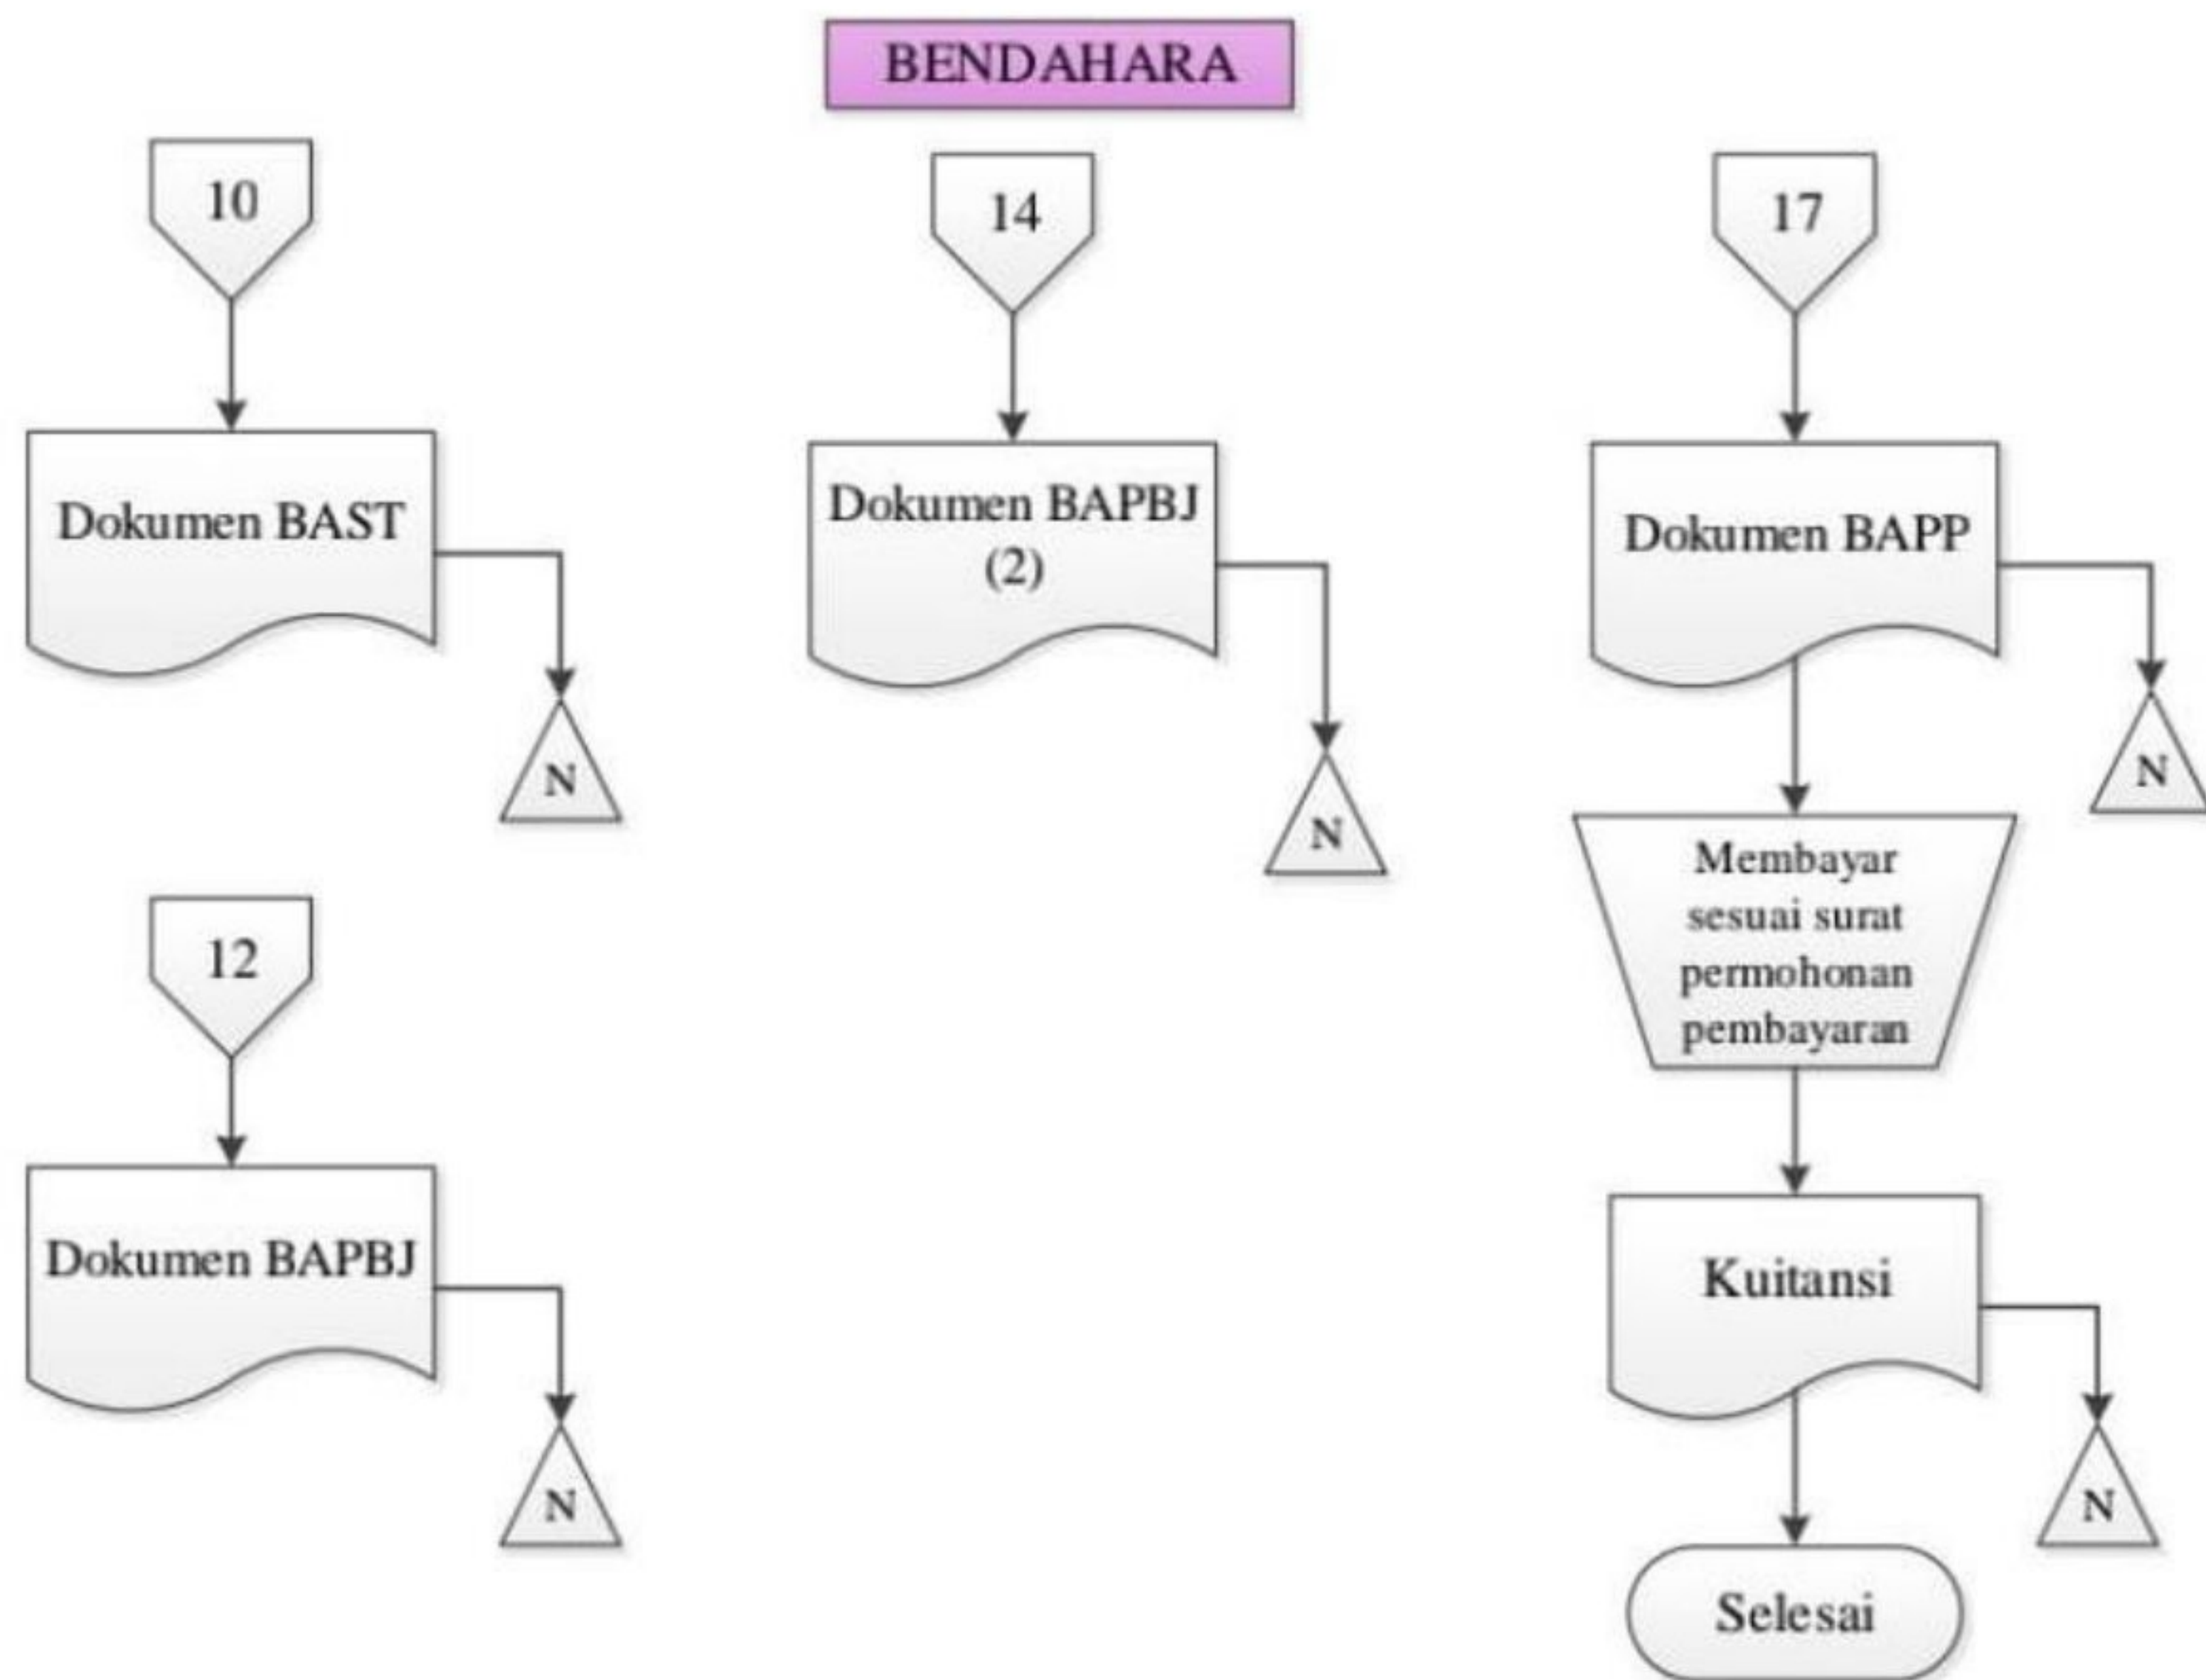 BENDAHARA
10
Dokumen BAST
N
12
Dokumen BAPBJ
N
14
Dokumen BAPBJ
(2)
N
17
Dokumen BAPP
N
Membayar
sesuai surat
permohonan
pembayaran
Kuitansi
N
Selesai